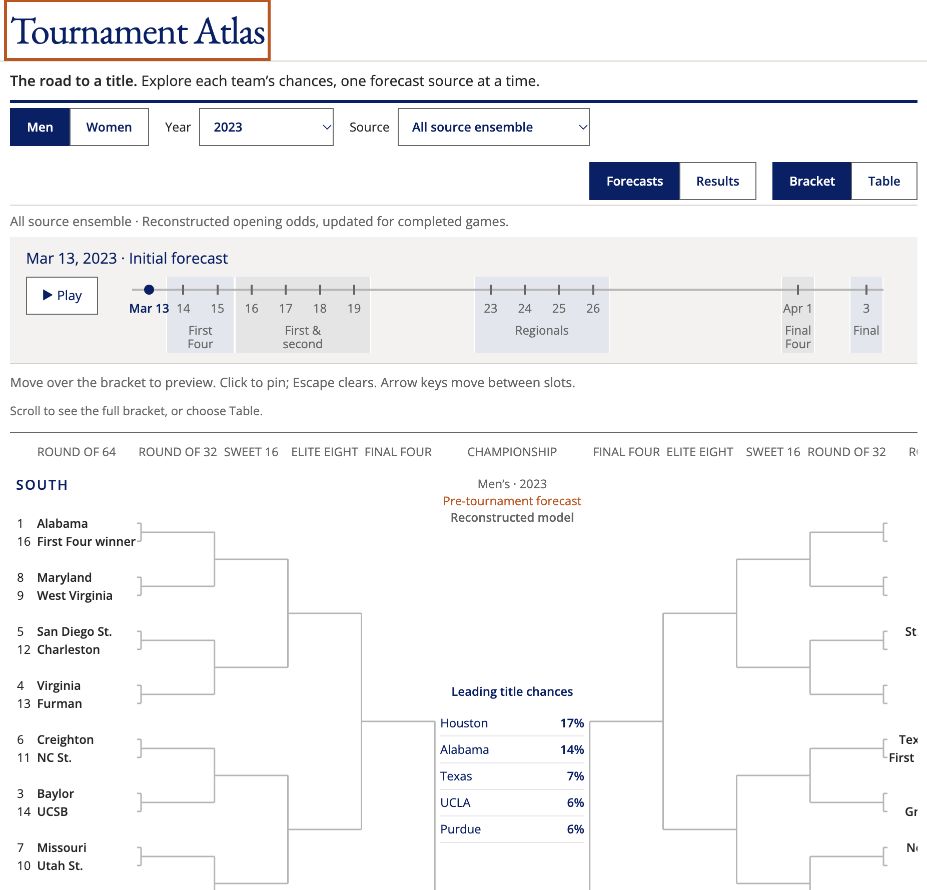 Tournament Atlas
The road to a title. Explore each team's chances, one forecast source at a time.
Men Women Year 2023 Source All source ensemble
Forecasts Results Bracket Table
All source ensemble · Reconstructed opening odds, updated for completed games.
Mar 13, 2023 · Initial forecast
Play
Mar 13 14 15 16 17 18 19 23 24 25 26 Apr 1 3
First Four First & second Regionals Final Four Final
Move over the bracket to preview. Click to pin; Escape clears. Arrow keys move between slots.
Scroll to see the full bracket, or choose Table.
ROUND OF 64 ROUND OF 32 SWEET 16 ELITE EIGHT FINAL FOUR CHAMPIONSHIP FINAL FOUR ELITE EIGHT SWEET 16 ROUND OF 32
SOUTH
Men's · 2023
Pre-tournament forecast
Reconstructed model
1 Alabama
16 First Four winner
8 Maryland
9 West Virginia
5 San Diego St.
12 Charleston
St.
4 Virginia
13 Furman
Leading title chances
Houston 17%
Alabama 14%
Texas 7%
UCLA 6%
Purdue 6%
6 Creighton
11 NC St.
First
3 Baylor
14 UCSB
7 Missouri
10 Utah St.